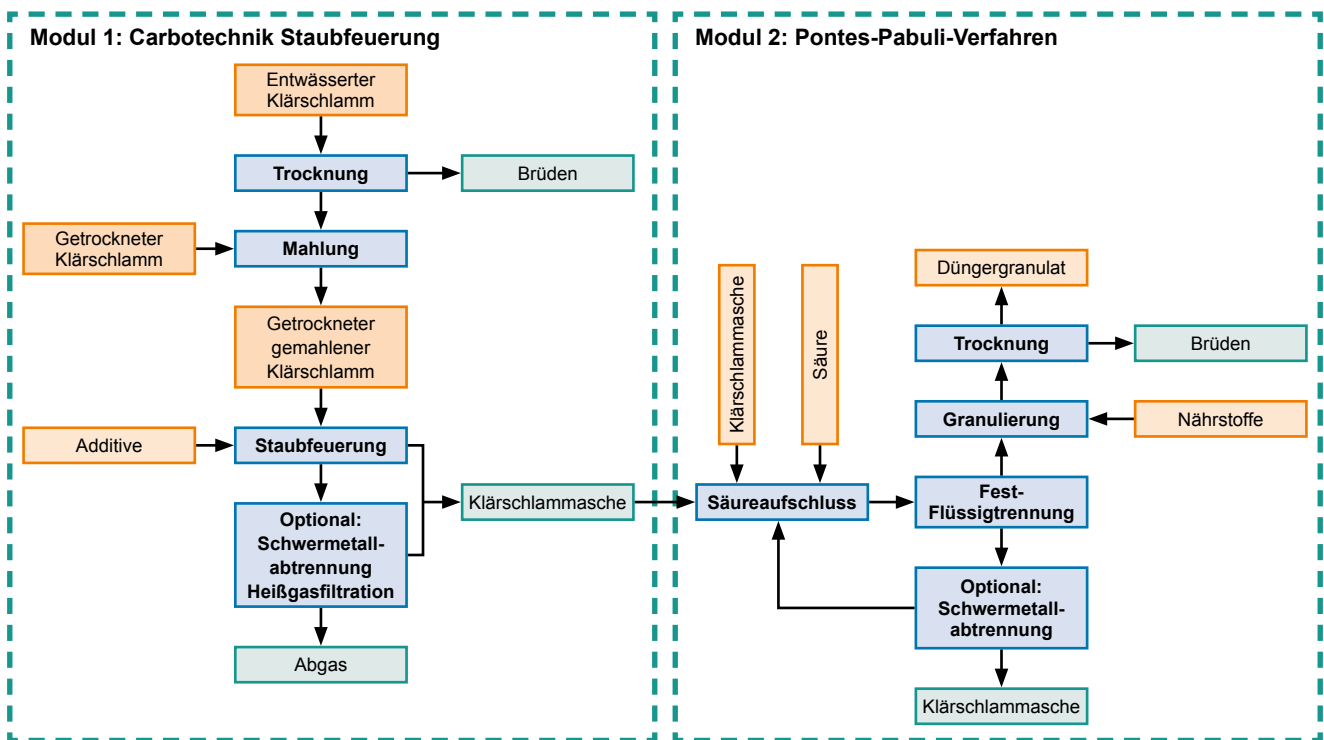 Modul 1: Carbotechnik Staubfeuerung
Entwässerter
Klärschlamm
Trocknung
Brüden
Getrockneter
Klärschlamm
Mahlung
Getrockneter
gemahlener
Klärschlamm
Additive
Staubfeuerung
Klärschlammasche
Optional:
Schwermetall-
abtrennung
Heißgasfiltration
Abgas
Modul 2: Pontes-Pabuli-Verfahren
Klärschlammasche
Säure
Säureaufschluss
Düngergranulat
Trocknung
Brüden
Granulierung
Nährstoffe
Fest-
Flüssigtrennung
Optional:
Schwermetall-
abtrennung
Klärschlammasche